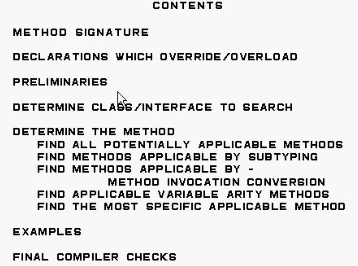 CONTENTS
METHOD SIGNATURE
DECLARATIONS WHICH OVERRIDE/OVERLOAD
PRELIMINARIES
DETERMINE CLASS/INTERFACE TO SEARCH
DETERMINE THE METHOD
FIND ALL POTENTIALLY APPLICABLE METHODS
FIND METHODS APPLICABLE BY SUBTYPING
FIND METHODS APPLICABLE BY -
METHOD INVOCATION CONVERSION
FIND APPLICABLE VARIABLE ARITY METHODS
FIND THE MOST SPECIFIC APPLICABLE METHOD
EXAMPLES
FINAL COMPILER CHECKS